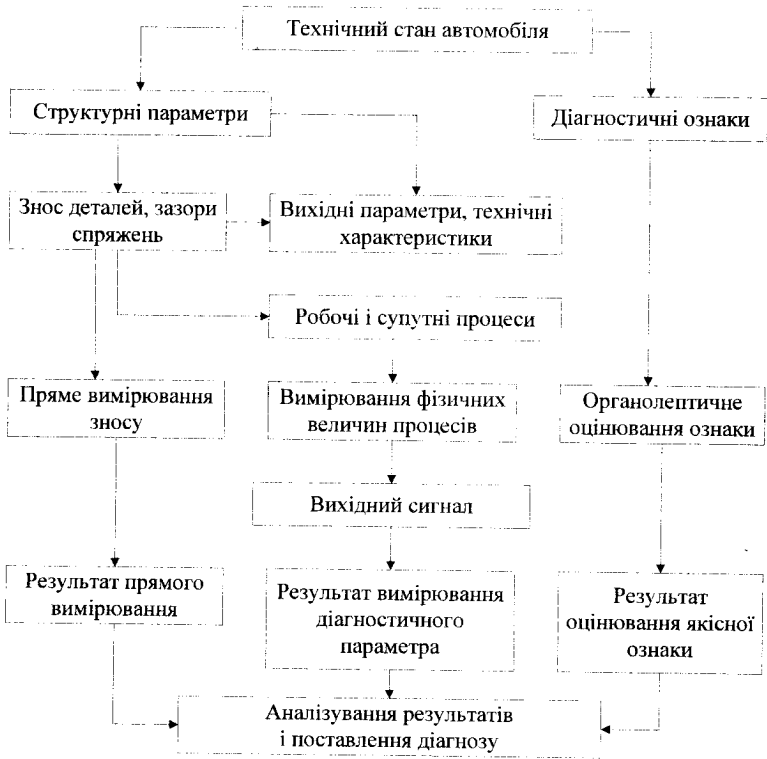 Технічний стан автомобіля
Структурні параметри
Діагностичні ознаки
Знос деталей, зазори
спряжень
Вихідні параметри, технічні
характеристики
Робочі і супутні процеси
Пряме вимірювання
зносу
Вимірювання фізичних
величин процесів
Органолептичне
оцінювання ознаки
Вихідний сигнал
Результат прямого
вимірювання
Результат вимірювання
діагностичного
параметра
Результат
оцінювання якісної
ознаки
Аналізування результатів
і поставлення діагнозу